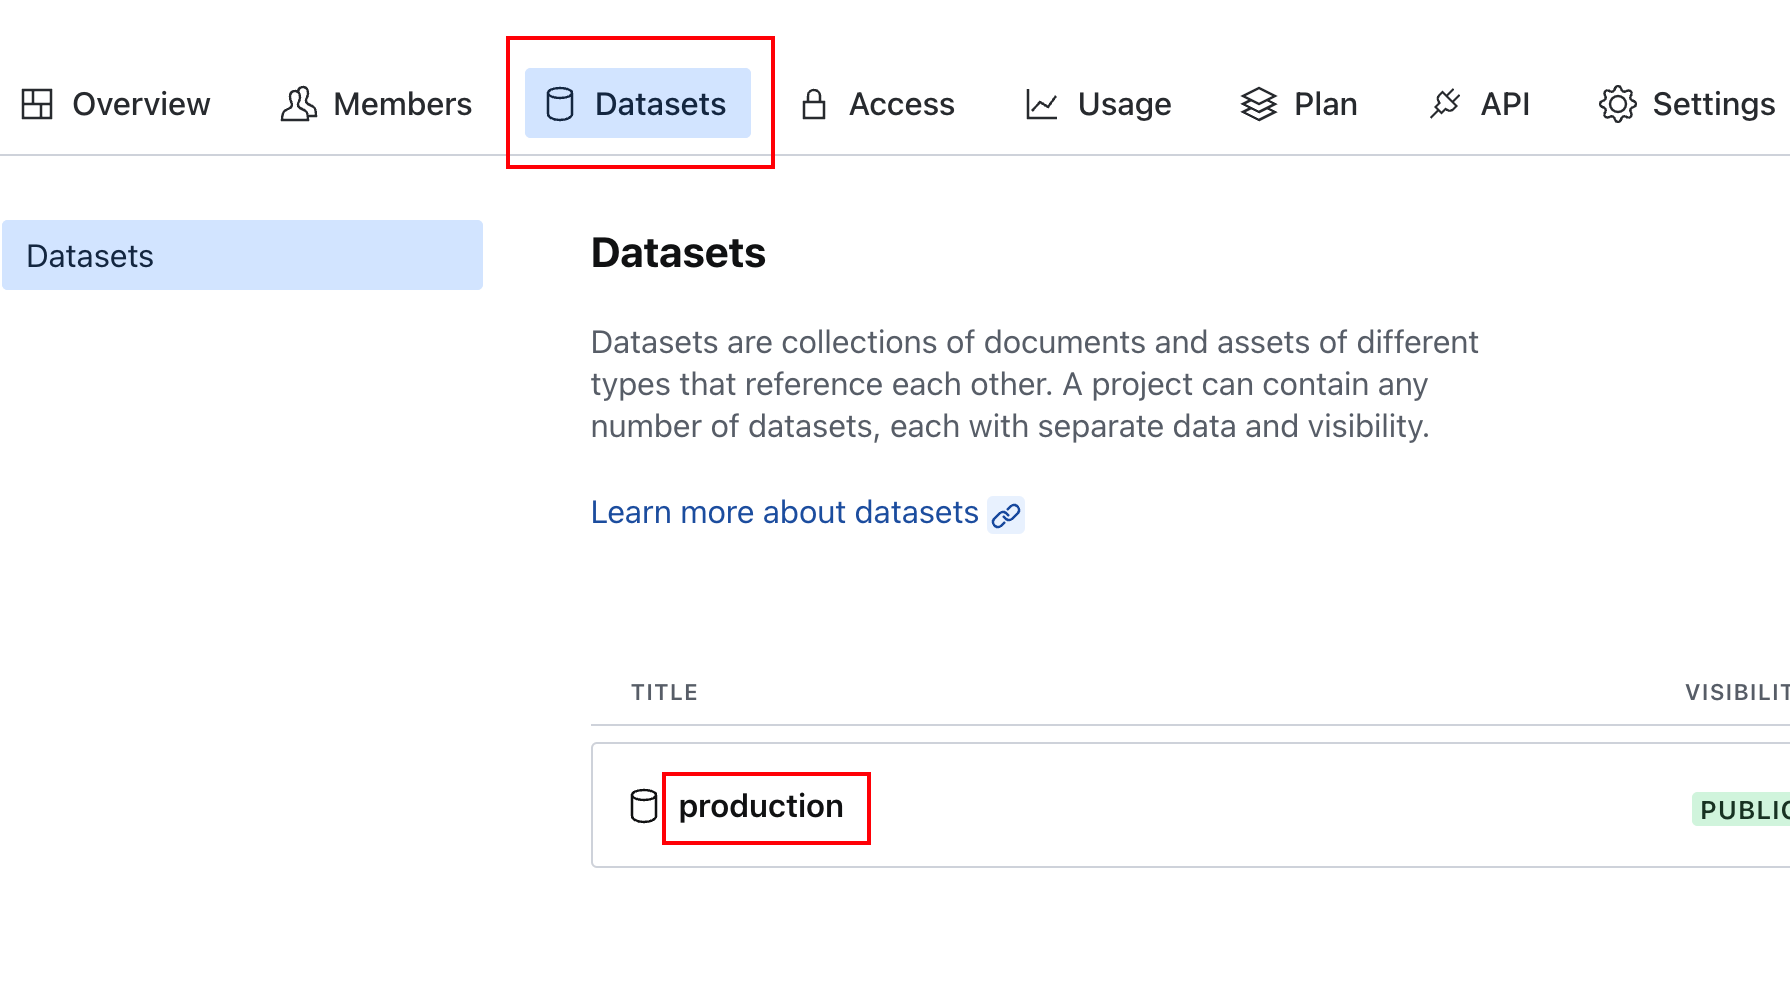 Overview Members Datasets Access Usage Plan API Settings
Datasets
Datasets
Datasets are collections of documents and assets of different
types that reference each other. A project can contain any
number of datasets, each with separate data and visibility.
Learn more about datasets
TITLE VISIBILIT
production PUBLIC